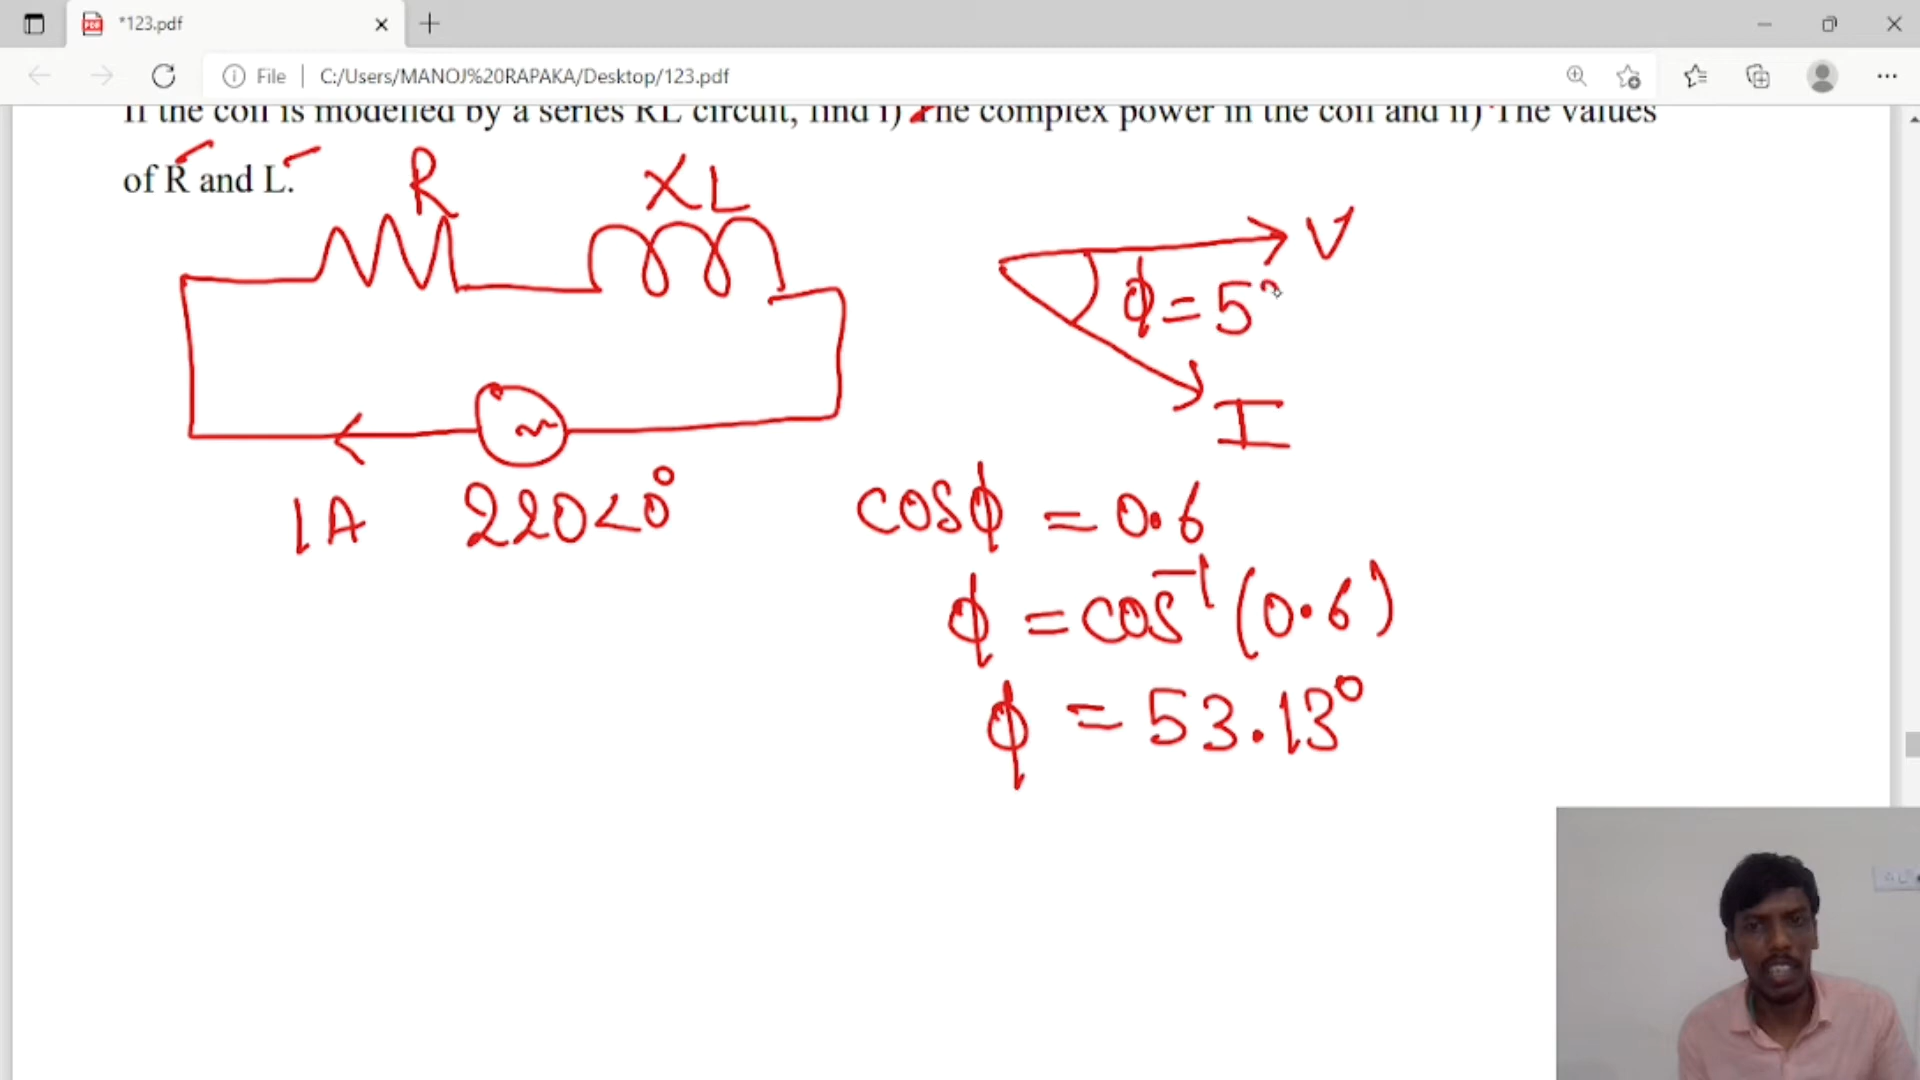 *123.pdf
File
C:/Users/MANOJ%20RAPAKA/Desktop/123.pdf
If the coil is modelled by a series RL circuit, find i) The complex power in the coil and ii) The values
of R and L.
R
XL
V
ϕ = 5
I
1A
220<0°
cosϕ = 0.6
ϕ = cos⁻¹ (0.6)
ϕ = 53.13°